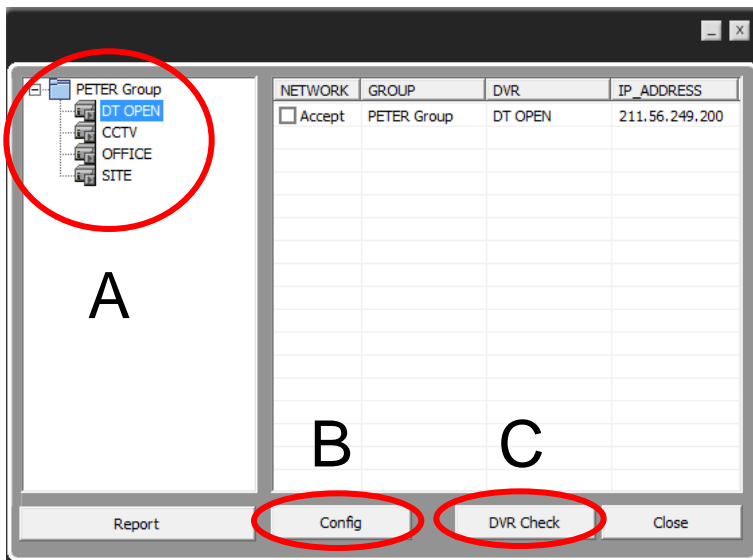 PETER Group
DT OPEN
CCTV
OFFICE
SITE
A
NETWORK GROUP DVR IP_ADDRESS
Accept PETER Group DT OPEN 211.56.249.200
B C
Report Config DVR Check Close